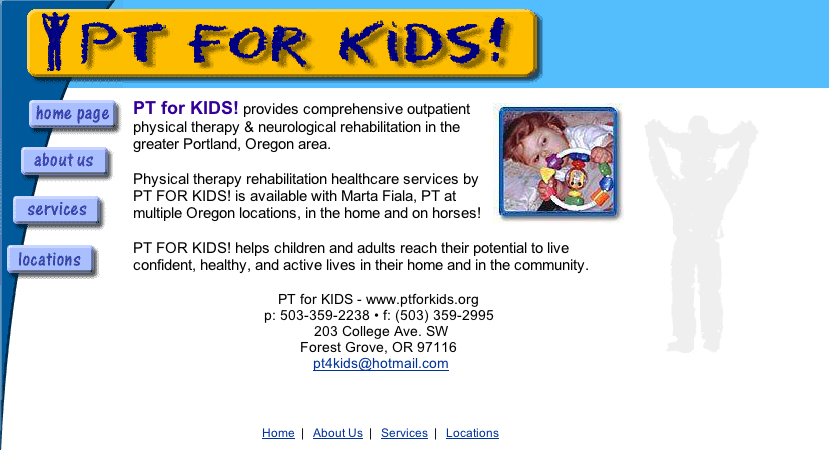 PT FOR KiDS!
home page
about us
services
locations
PT for KIDS! provides comprehensive outpatient
physical therapy & neurological rehabilitation in the
greater Portland, Oregon area.
Physical therapy rehabilitation healthcare services by
PT FOR KIDS! is available with Marta Fiala, PT at
multiple Oregon locations, in the home and on horses!
PT FOR KIDS! helps children and adults reach their potential to live
confident, healthy, and active lives in their home and in the community.
PT for KIDS - www.ptforkids.org
p: 503-359-2238 • f: (503) 359-2995
203 College Ave. SW
Forest Grove, OR 97116
pt4kids@hotmail.com
Home | About Us | Services | Locations